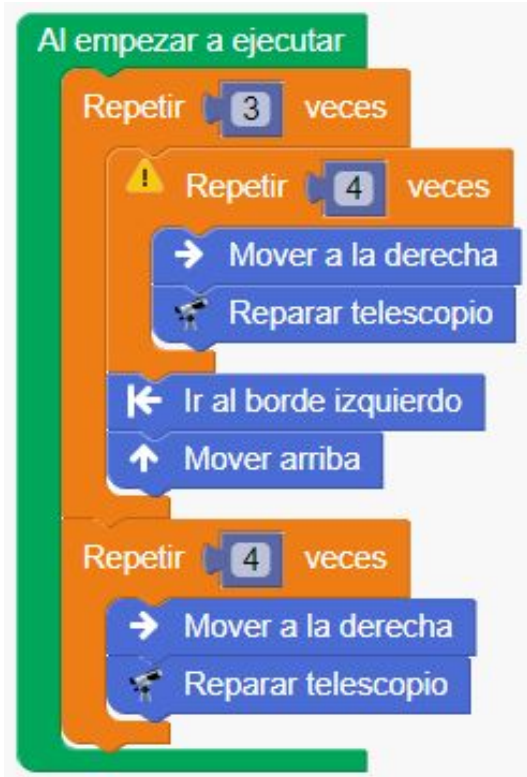 Al empezar a ejecutar
Repetir 3 veces
! Repetir 4 veces
Mover a la derecha
Reparar telescopio
Ir al borde izquierdo
Mover arriba
Repetir 4 veces
Mover a la derecha
Reparar telescopio